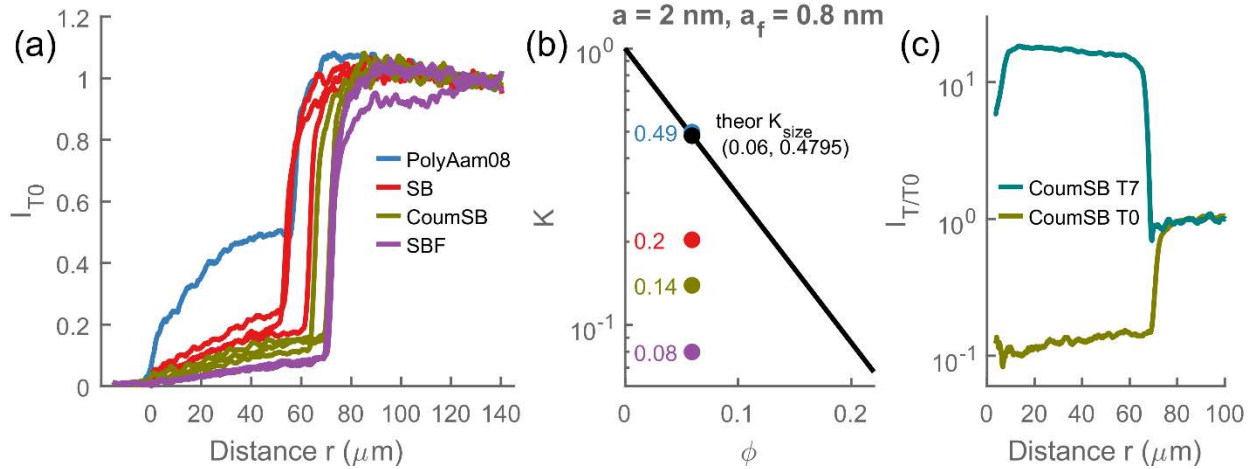 (a)
1.2
1
0.8
0.6
0.4
0.2
0
I_T0
PolyAam08
SB
CoumSB
SBF
0 20 40 60 80 100 120 140
Distance r (μm)
a = 2 nm, a_f = 0.8 nm
(b)
10^0
10^-1
K
0.49
0.2
0.14
0.08
theor K_size
(0.06, 0.4795)
0 0.1 0.2
ϕ
(c)
10^1
10^0
10^-1
I_T/T0
CoumSB T7
CoumSB T0
0 20 40 60 80 100
Distance r (μm)